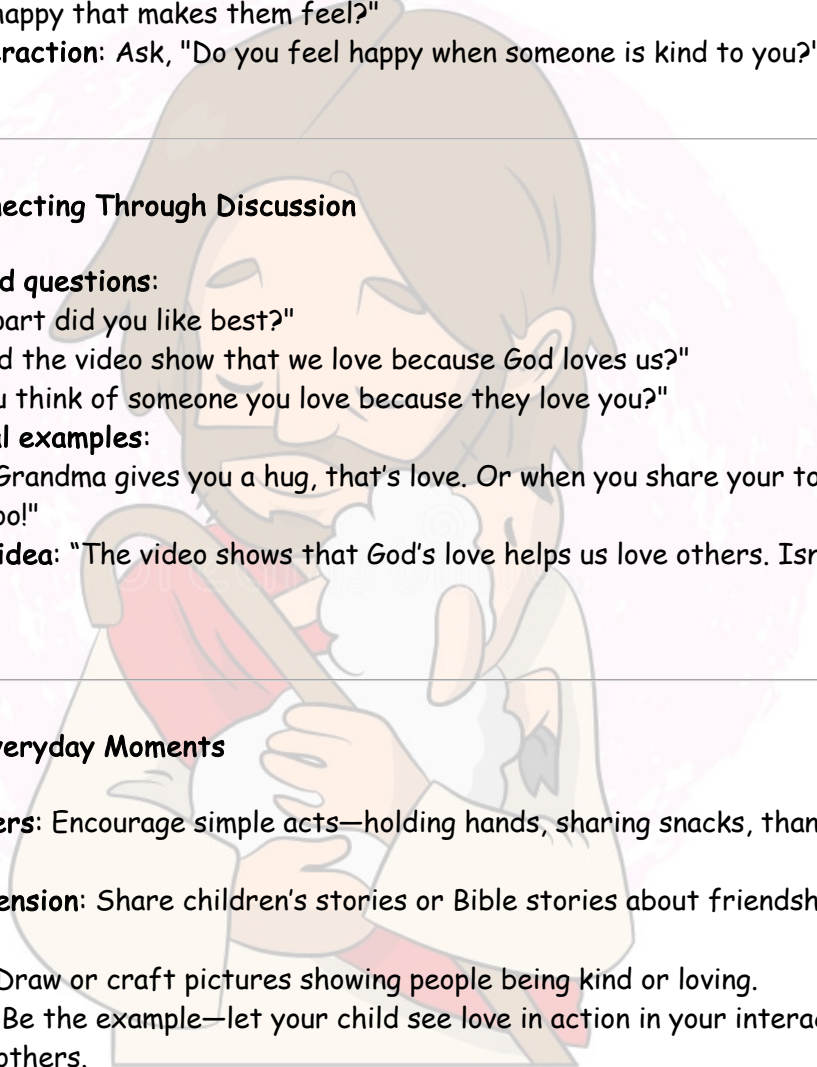 happy that makes them feel?"
raction: Ask, "Do you feel happy when someone is kind to you?"
necting Through Discussion
d questions:
part did you like best?"
d the video show that we love because God loves us?"
u think of someone you love because they love you?"
l examples:
Grandma gives you a hug, that's love. Or when you share your to
oo!"
idea: “The video shows that God's love helps us love others. Isn
veryday Moments
ers: Encourage simple acts—holding hands, sharing snacks, than
ension: Share children's stories or Bible stories about friendsh
Draw or craft pictures showing people being kind or loving.
Be the example—let your child see love in action in your intera
others.